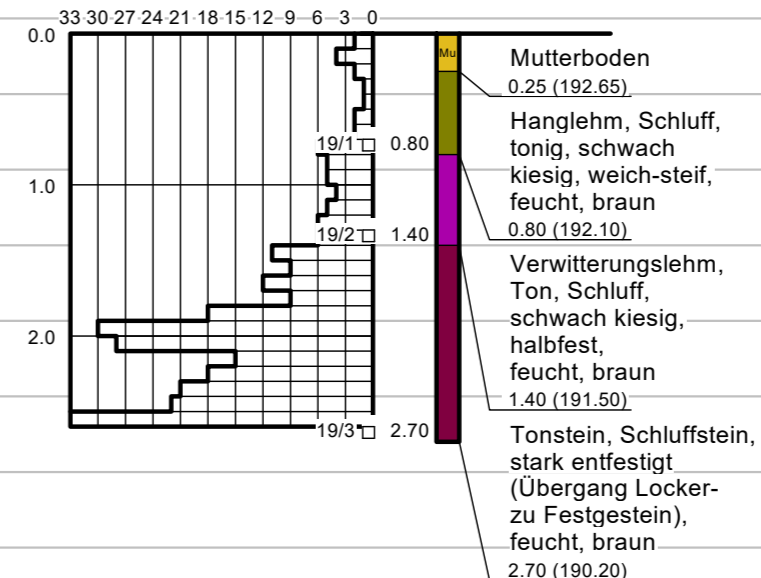 33 30 27 24 21 18 15 12 9 6 3 0
0.0
Mu
Mutterboden
0.25 (192.65)
Hanglehm, Schluff,
tonig, schwach
kiesig, weich-steif,
feucht, braun
0.80 (192.10)
19/1 0.80
1.0
19/2 1.40
Verwitterungslehm,
Ton, Schluff,
schwach kiesig,
halbfest,
feucht, braun
1.40 (191.50)
2.0
19/3 2.70
Tonstein, Schluffstein,
stark entfestigt
(Übergang Locker-
zu Festgestein),
feucht, braun
2.70 (190.20)